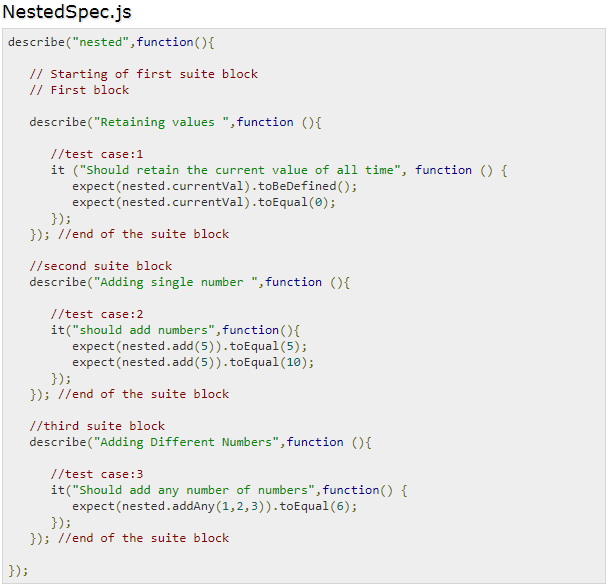 NestedSpec.js
describe("nested",function(){
// Starting of first suite block
// First block
describe("Retaining values ",function (){
//test case:1
it ("Should retain the current value of all time", function () {
expect(nested.currentVal).toBeDefined();
expect(nested.currentVal).toEqual(0);
});
}); //end of the suite block
//second suite block
describe("Adding single number ",function (){
//test case:2
it("should add numbers",function(){
expect(nested.add(5)).toEqual(5);
expect(nested.add(5)).toEqual(10);
});
}); //end of the suite block
//third suite block
describe("Adding Different Numbers",function (){
//test case:3
it("Should add any number of numbers",function() {
expect(nested.addAny(1,2,3)).toEqual(6);
});
}); //end of the suite block
});